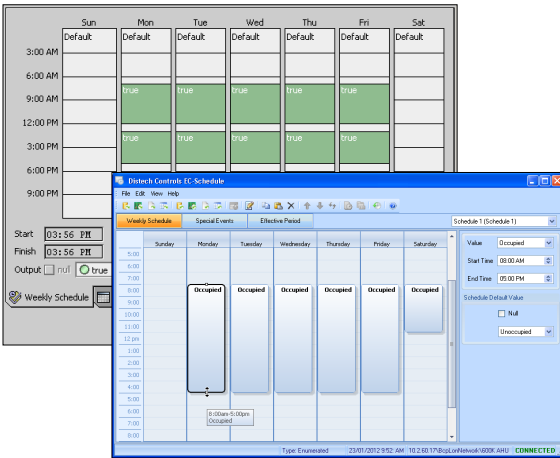 Sun Mon Tue Wed Thu Fri Sat
Default Default Default Default Default Default Default
3:00 AM
6:00 AM
true true true true true
9:00 AM
12:00 PM
true true true true true
3:00 PM
6:00 PM
9:00 PM
Start 03:56 PM
Finish 03:56 PM
Output null true
Weekly Schedule
Distech Controls EC-Schedule
File Edit View Help
Weekly Schedule Special Events Effective Period Schedule 1 (Schedule 1)
Sunday Monday Tuesday Wednesday Thursday Friday Saturday
5:00
6:00
7:00
8:00 Occupied Occupied Occupied Occupied Occupied Occupied
9:00
10:00
11:00
12 pm
1:00
2:00
3:00
4:00
5:00
6:00
7:00
8:00
8:00am-5:00pm
Occupied
Value Occupied
Start Time 08:00 AM
End Time 05:00 PM
Schedule Default Value
Null
Unoccupied
Type: Enumerated 23/01/2012 9:52 AM 10.2.60.17\BcpLonNetwork\600K AHU CONNECTED